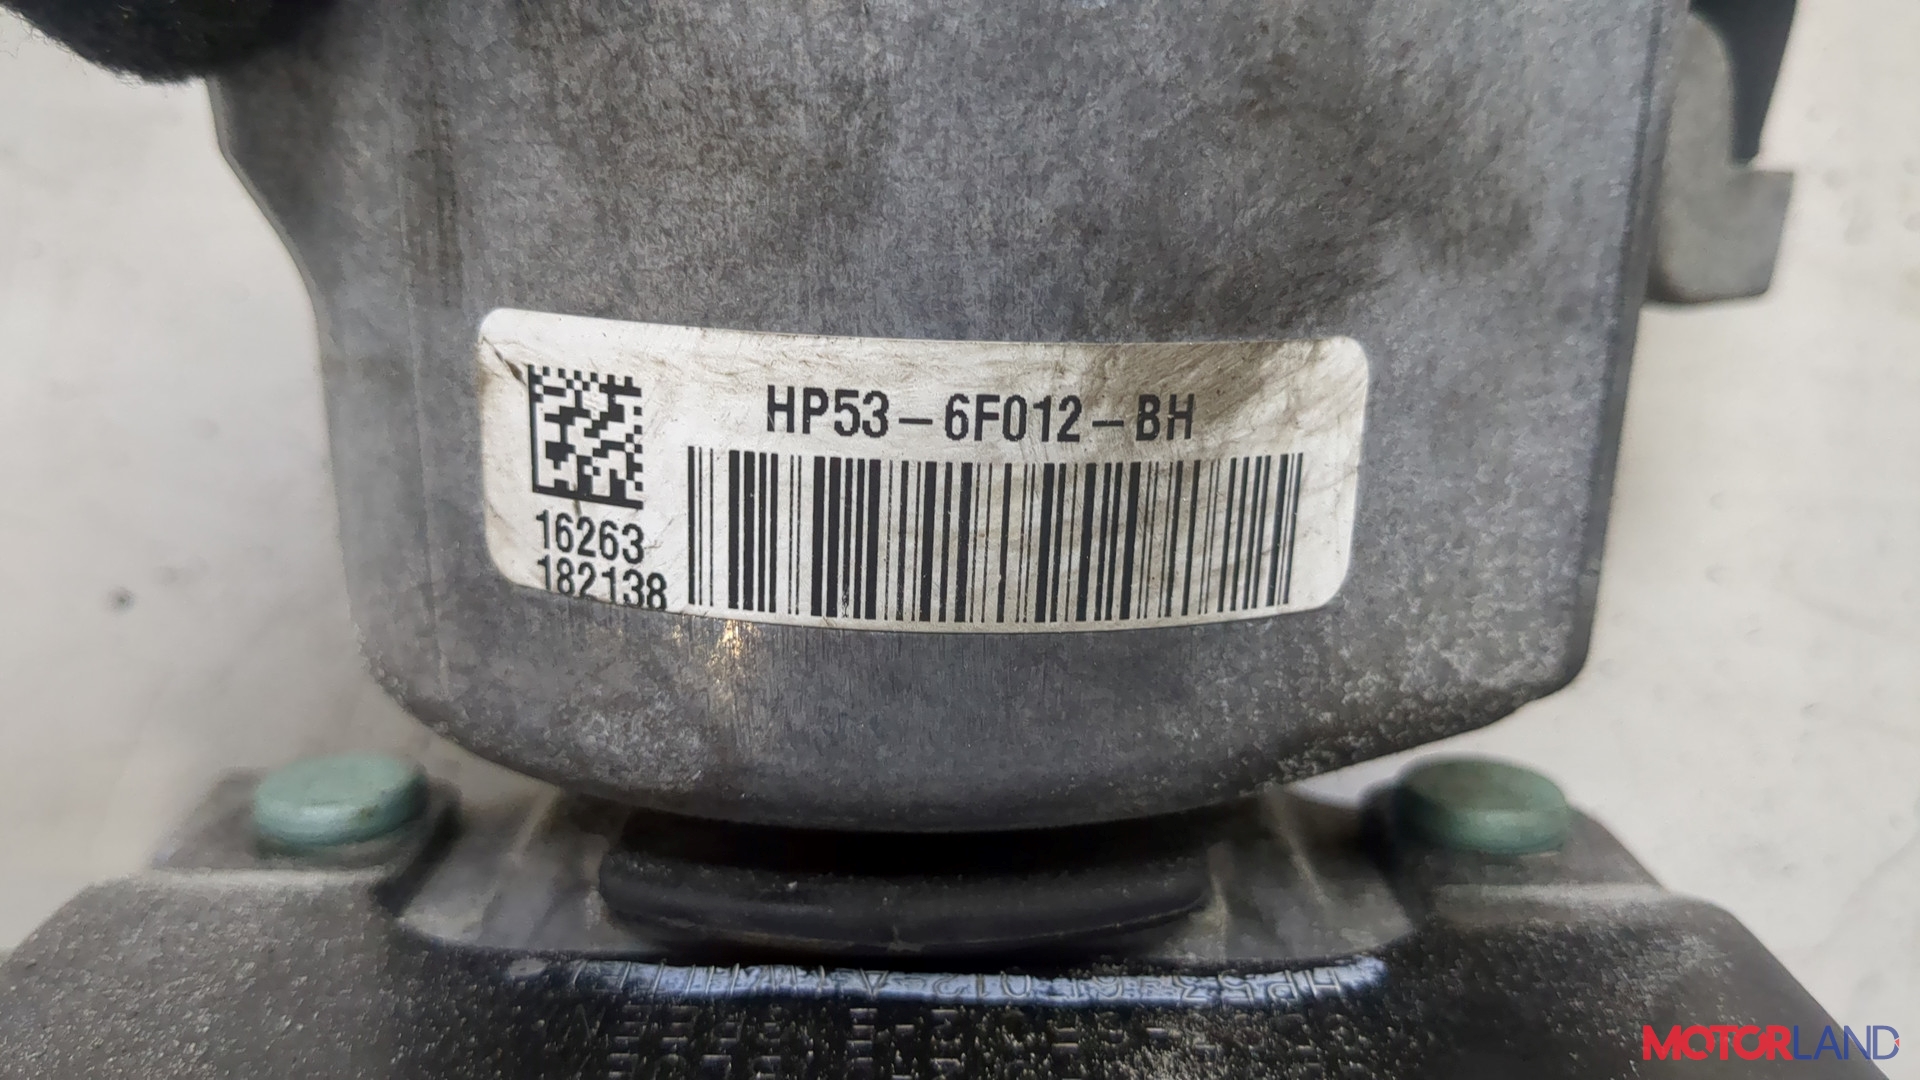 HP53-6F012-BH
16263
182138
MOTORLAND